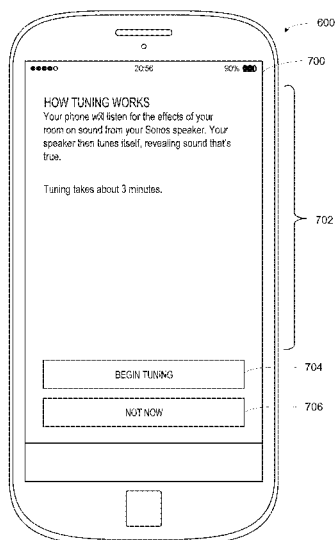 600
700
20:56 90%
HOW TUNING WORKS
Your phone will listen for the effects of your
room on sound from your Sonos speaker. Your
speaker then tunes itself, revealing sound that's
true.
Tuning takes about 3 minutes.
702
BEGIN TUNING 704
NOT NOW 706